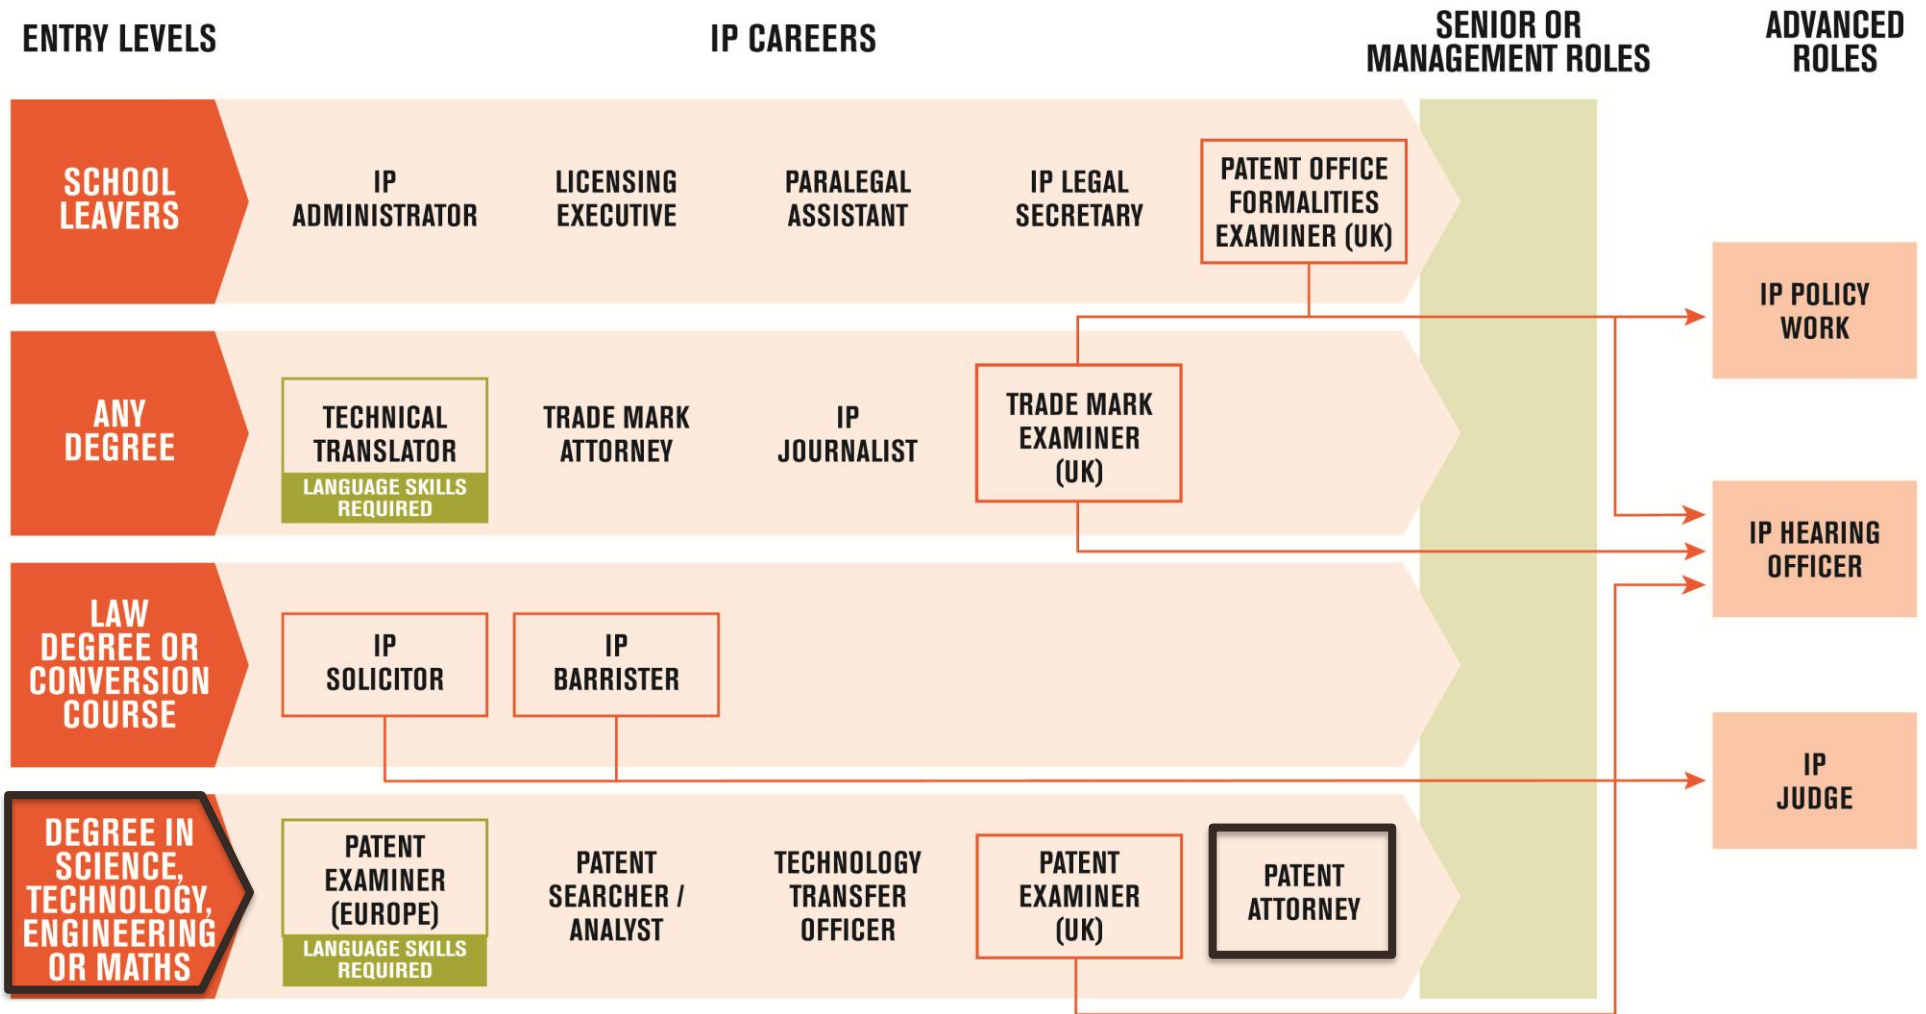 ENTRY LEVELS
IP CAREERS
SENIOR OR
MANAGEMENT ROLES
ADVANCED
ROLES
SCHOOL
LEAVERS
IP
ADMINISTRATOR
LICENSING
EXECUTIVE
PARALEGAL
ASSISTANT
IP LEGAL
SECRETARY
PATENT OFFICE
FORMALITIES
EXAMINER (UK)
IP POLICY
WORK
ANY
DEGREE
TECHNICAL
TRANSLATOR
LANGUAGE SKILLS
REQUIRED
TRADE MARK
ATTORNEY
IP
JOURNALIST
TRADE MARK
EXAMINER
(UK)
IP HEARING
OFFICER
LAW
DEGREE OR
CONVERSION
COURSE
IP
SOLICITOR
IP
BARRISTER
IP
JUDGE
DEGREE IN
SCIENCE,
TECHNOLOGY,
ENGINEERING
OR MATHS
PATENT
EXAMINER
(EUROPE)
LANGUAGE SKILLS
REQUIRED
PATENT
SEARCHER /
ANALYST
TECHNOLOGY
TRANSFER
OFFICER
PATENT
EXAMINER
(UK)
PATENT
ATTORNEY